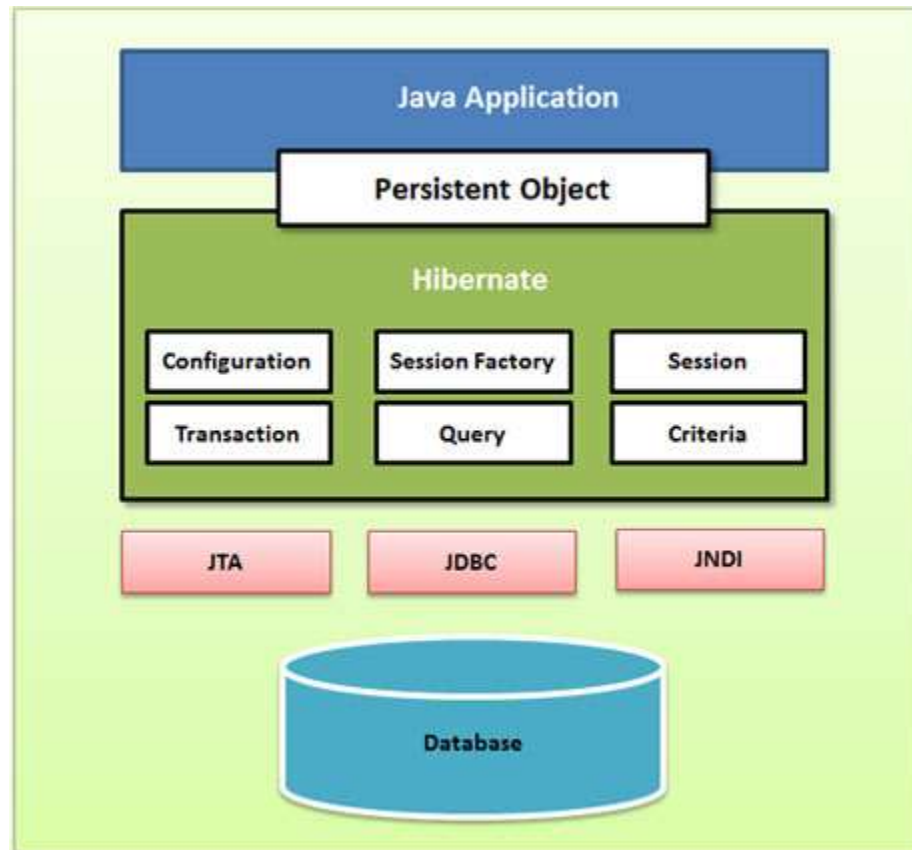 Java Application
Persistent Object
Hibernate
Configuration
Session Factory
Session
Transaction
Query
Criteria
JTA
JDBC
JNDI
Database